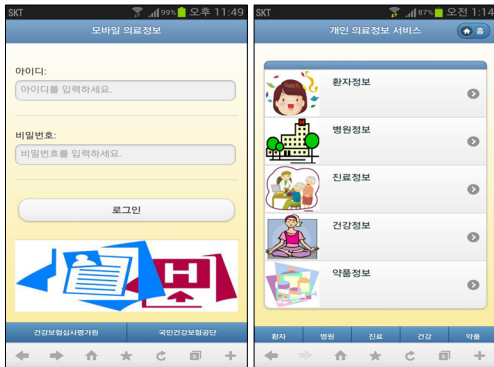 SKT 99% 오후 11:49
모바일 의료정보
아이디:
아이디를 입력하세요.
비밀번호:
비밀번호를 입력하세요.
로그인
H
건강보험심사평가원 국민건강보험공단
SKT 87% 오전 1:14
개인 의료정보 서비스 홈
환자정보
병원정보
진료정보
건강정보
약품정보
환자 병원 진료 건강 약품